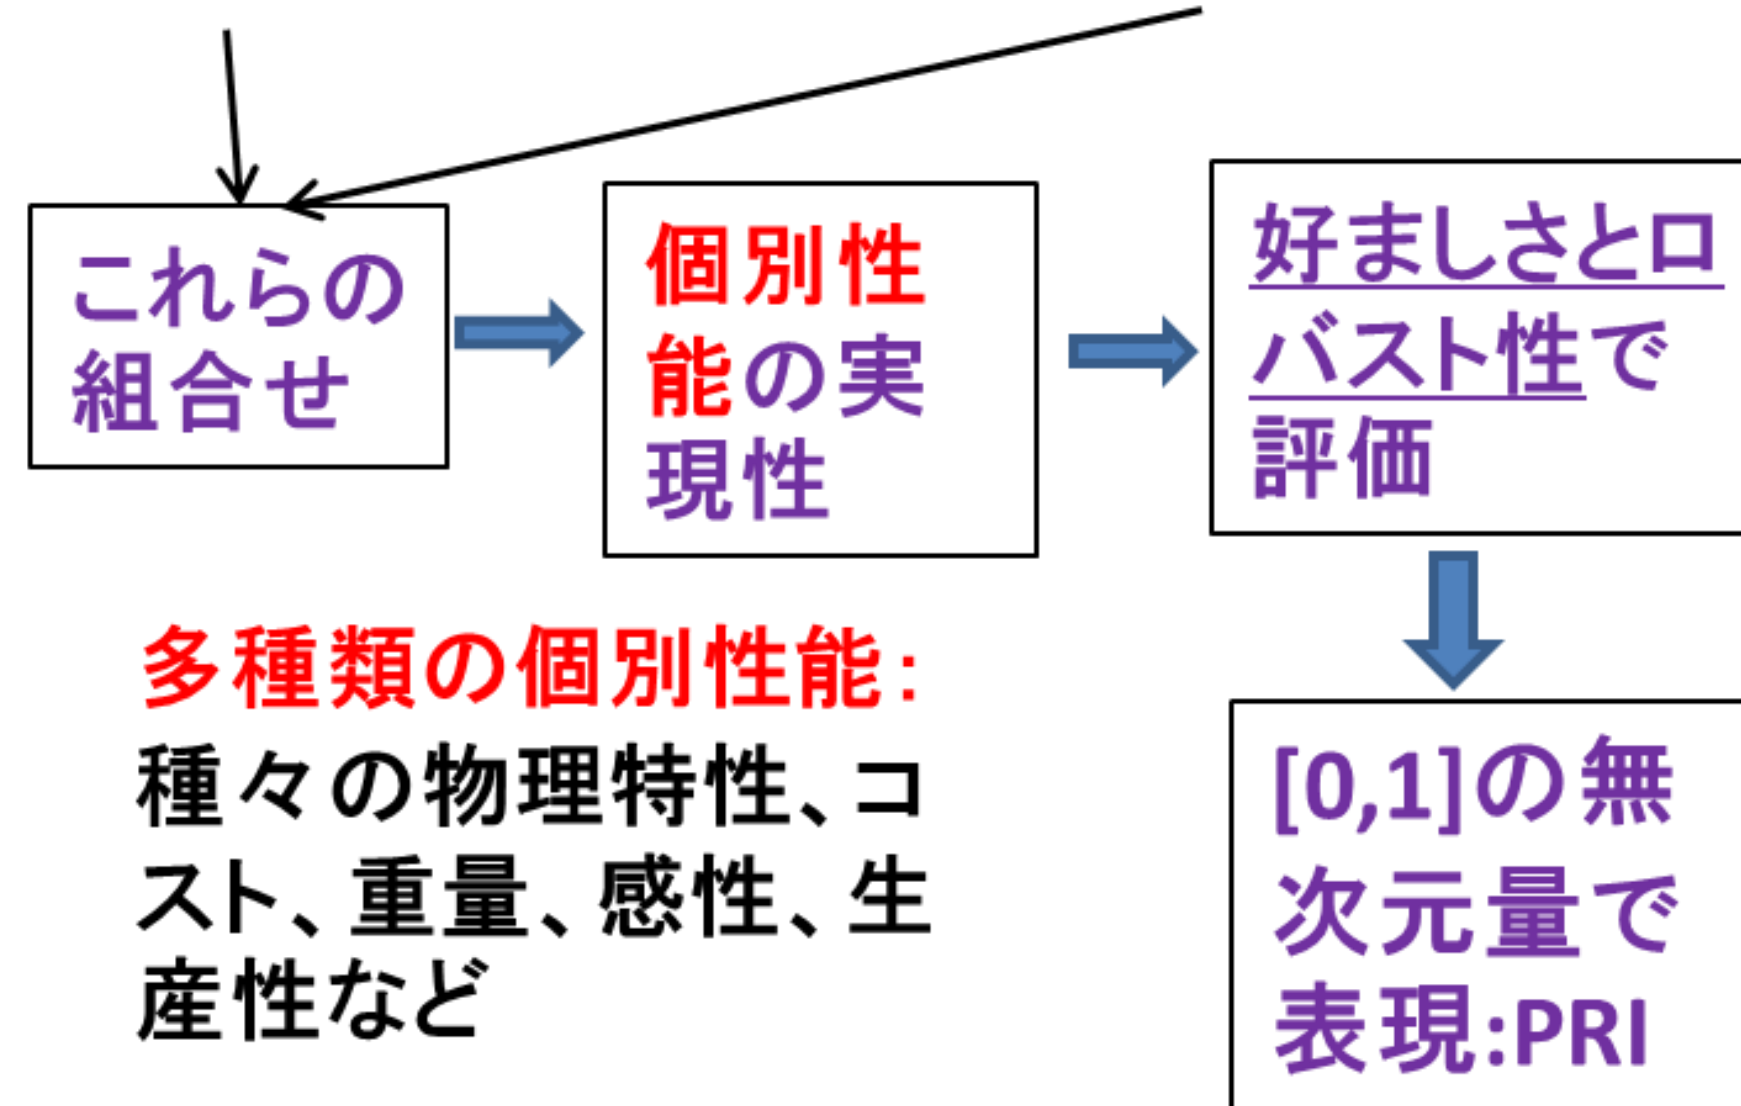 これらの
組合せ
個別性
能の実
現性
好ましさとロ
バスト性で
評価
多種類の個別性能:
種々の物理特性、コ
スト、重量、感性、生
産性など
[0,1]の無
次元量で
表現:PRI